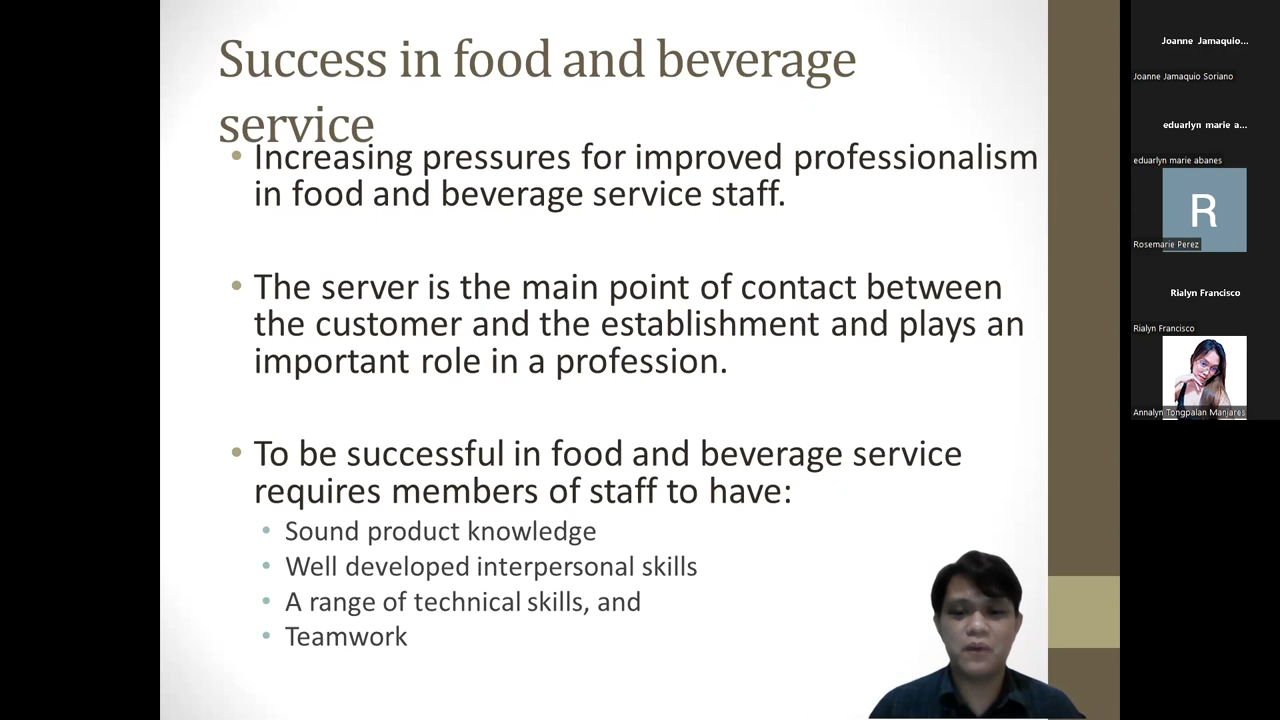 Success in food and beverage
service
• Increasing pressures for improved professionalism
in food and beverage service staff.
• The server is the main point of contact between
the customer and the establishment and plays an
important role in a profession.
• To be successful in food and beverage service
requires members of staff to have:
• Sound product knowledge
• Well developed interpersonal skills
• A range of technical skills, and
• Teamwork
Joanne Jamaquio...
Joanne Jamaquio Soriano
eduarlyn marie a...
eduarlyn marie abanes
R
Rosemarie Perez
Rialyn Francisco
Rialyn Francisco
Annalyn Tongpalan Manjares